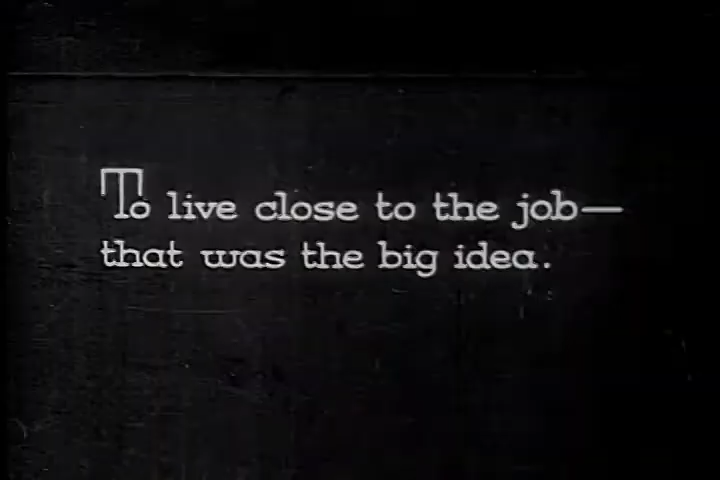 To live close to the job—
that was the big idea.